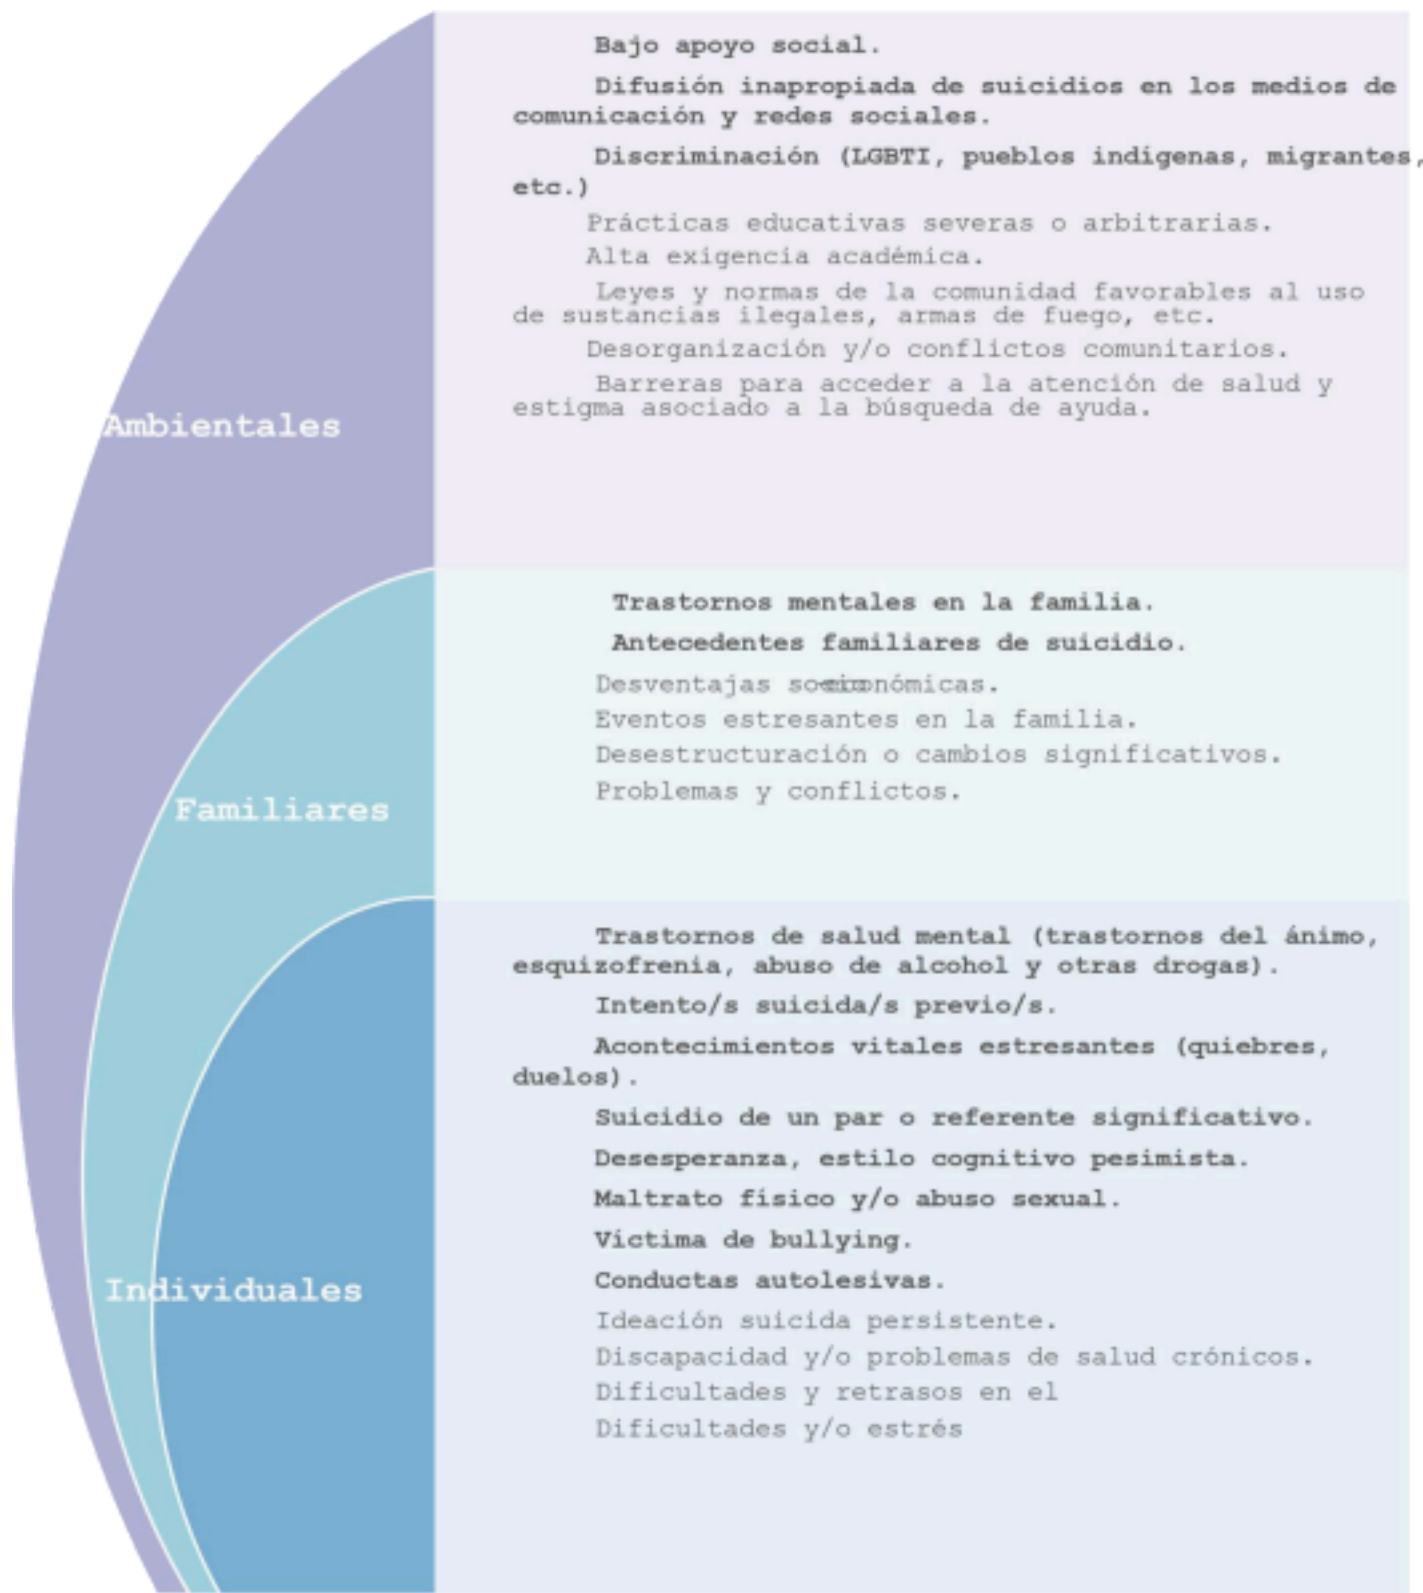 Bajo apoyo social.
Difusión inapropiada de suicidios en los medios de
comunicación y redes sociales.
Discriminación (LGBTI, pueblos indígenas, migrantes,
etc.)
Prácticas educativas severas o arbitrarias.
Alta exigencia académica.
Leyes y normas de la comunidad favorables al uso
de sustancias ilegales, armas de fuego, etc.
Desorganización y/o conflictos comunitarios.
Barreras para acceder a la atención de salud y
estigma asociado a la búsqueda de ayuda.
Ambientales
Trastornos mentales en la familia.
Antecedentes familiares de suicidio.
Desventajas
Eventos estresantes en la familia.
Desestructuración o cambios significativos.
Problemas y conflictos.
Familiares
Trastornos de salud mental (trastornos del ánimo,
esquizofrenia, abuso de alcohol y otras drogas).
Intento/s suicida/s previo/s.
Acontecimientos vitales estresantes (quiebres,
duelos).
Suicidio de un par o referente significativo.
Desesperanza, estilo cognitivo pesimista.
Maltrato físico y/o abuso sexual.
Víctima de bullying.
Conductas autolesivas.
Ideación suicida persistente.
Discapacidad y/o problemas de salud crónicos.
Dificultades y retrasos en el
Dificultades y/o estrés
Individuales